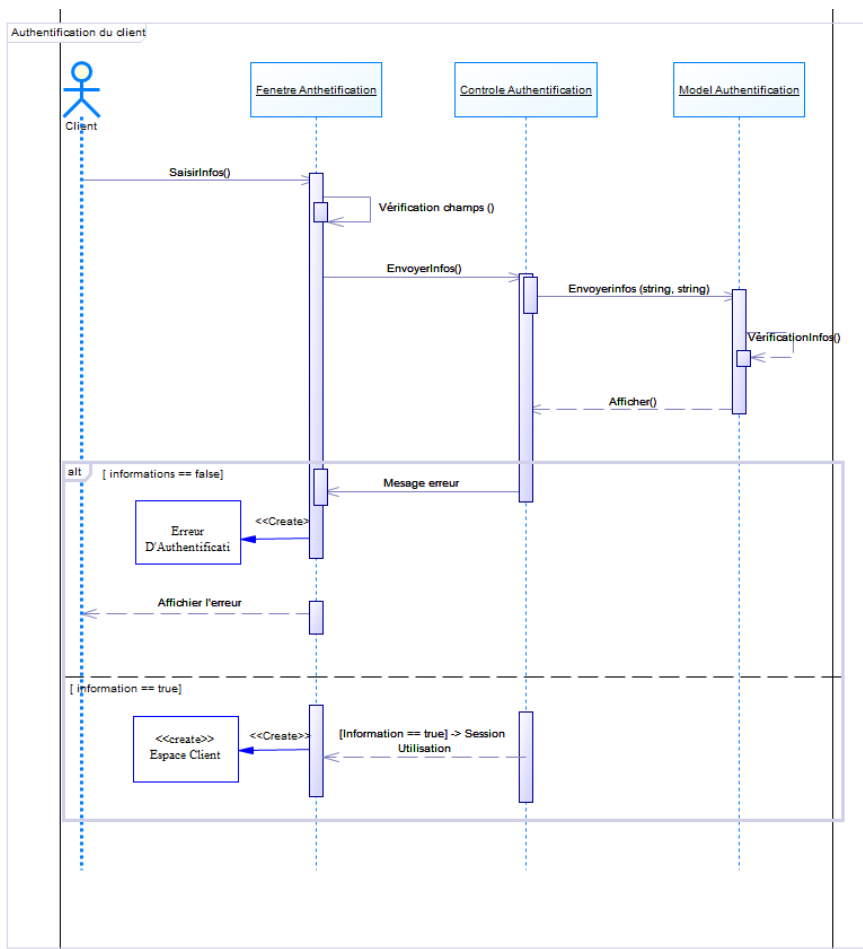 Authentification du client
Client
Fenetre Anthetification
Controle Authentification
Model Authentification
SaisirInfos()
Vérification champs ()
EnvoyerInfos()
Envoyerinfos (string, string)
VérificationInfos()
Afficher()
alt
[ informations == false]
Mesage erreur
<<Create>
Erreur
D'Authentificati
Affichier l'erreur
[ information == true]
<<create>>
Espace Client
<<Create>>
[Information == true] -> Session
Utilisation